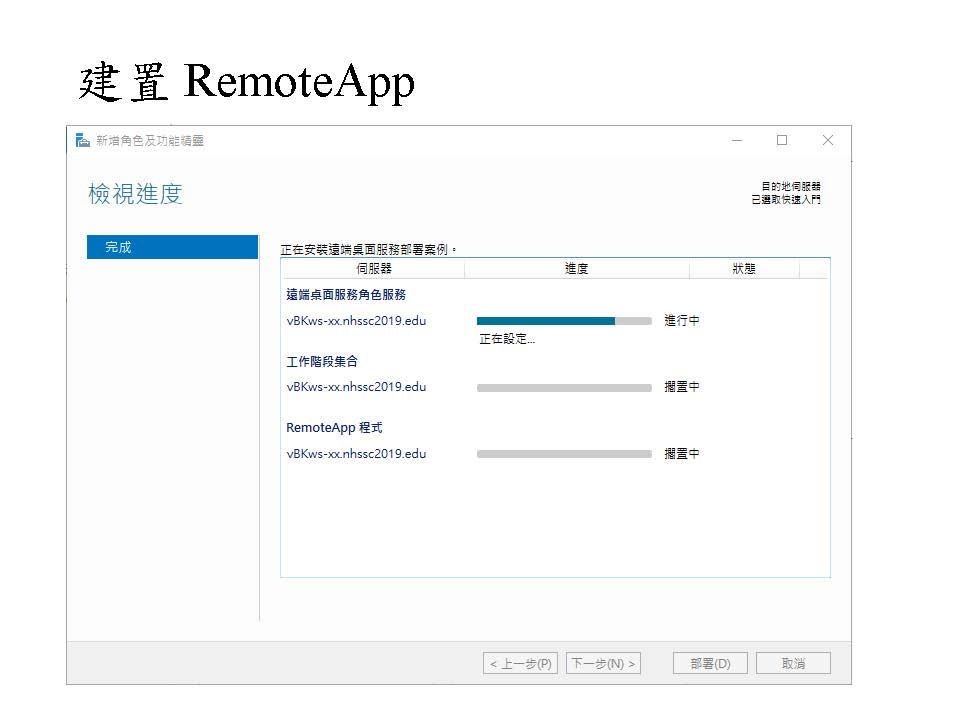 建置 RemoteApp
新增角色及功能精靈
檢視進度
目的地伺服器
已選取快速入門
完成
正在安裝遠端桌面服務部署案例。
伺服器 進度 狀態
遠端桌面服務角色服務
vBKws-xx.nhssc2019.edu 進行中
正在設定...
工作階段集合
vBKws-xx.nhssc2019.edu 擱置中
RemoteApp 程式
vBKws-xx.nhssc2019.edu 擱置中
< 上一步(P) 下一步(N) > 部署(D) 取消